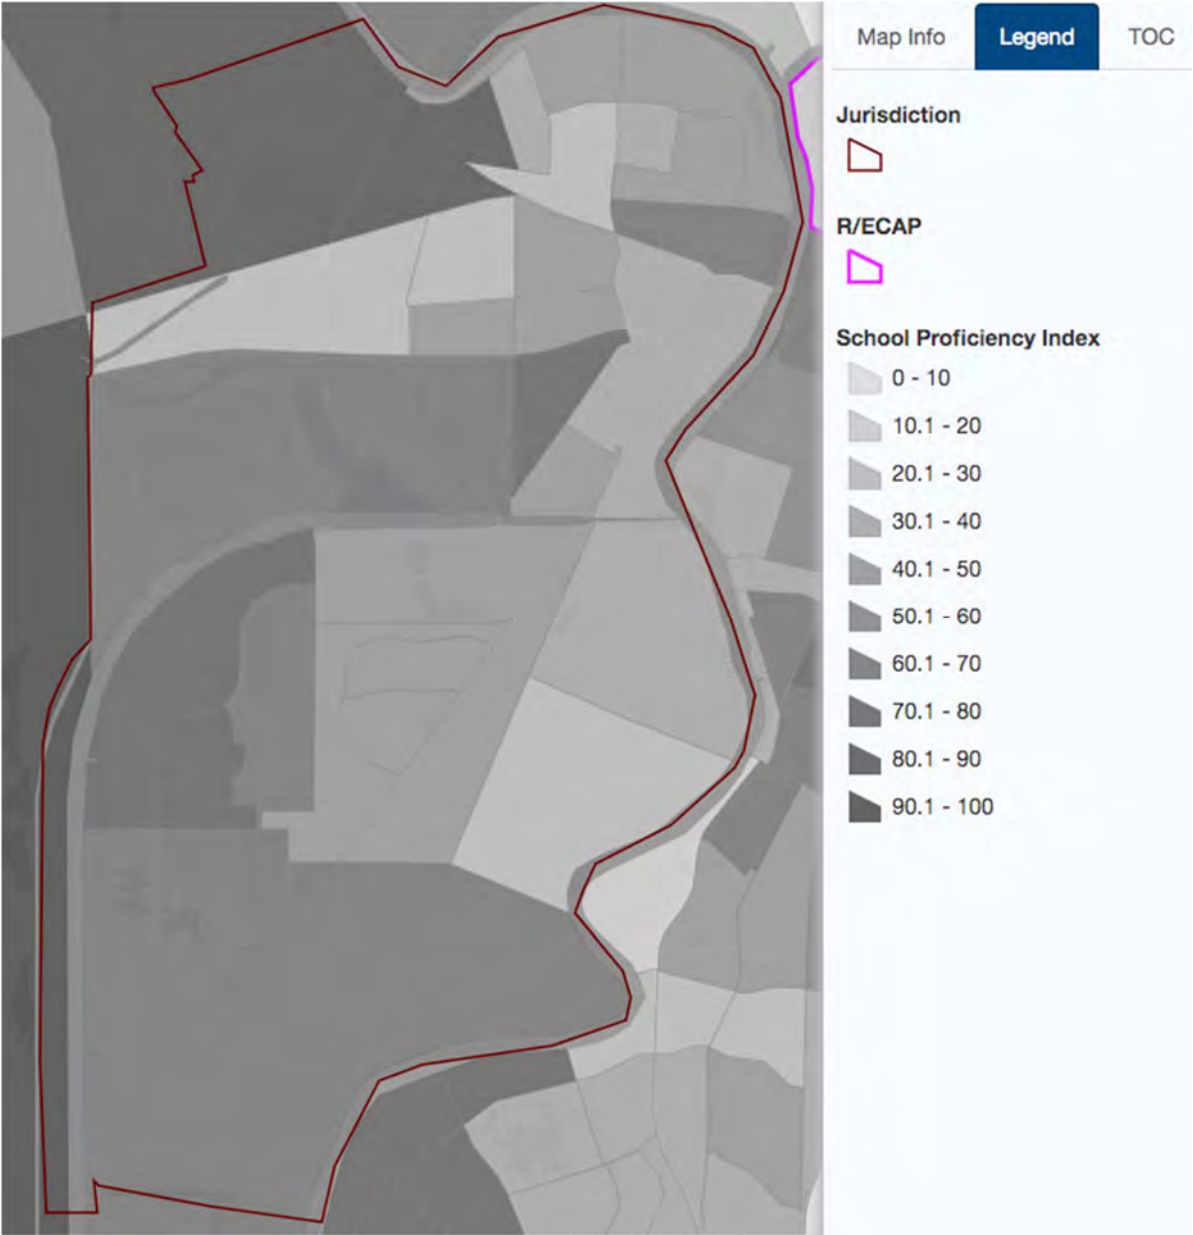 Map Info Legend TOC
Jurisdiction
R/ECAP
School Proficiency Index
0 - 10
10.1 - 20
20.1 - 30
30.1 - 40
40.1 - 50
50.1 - 60
60.1 - 70
70.1 - 80
80.1 - 90
90.1 - 100